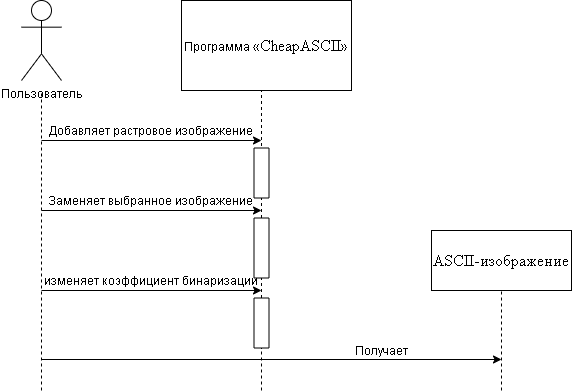 Пользователь
Программа «CheapASCII»
Добавляет растровое изображение
Заменяет выбранное изображение
ASCII-изображение
изменяет коэффициент бинаризации
Получает